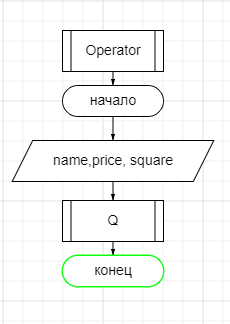 Operator
начало
name,price, square
Q
конец